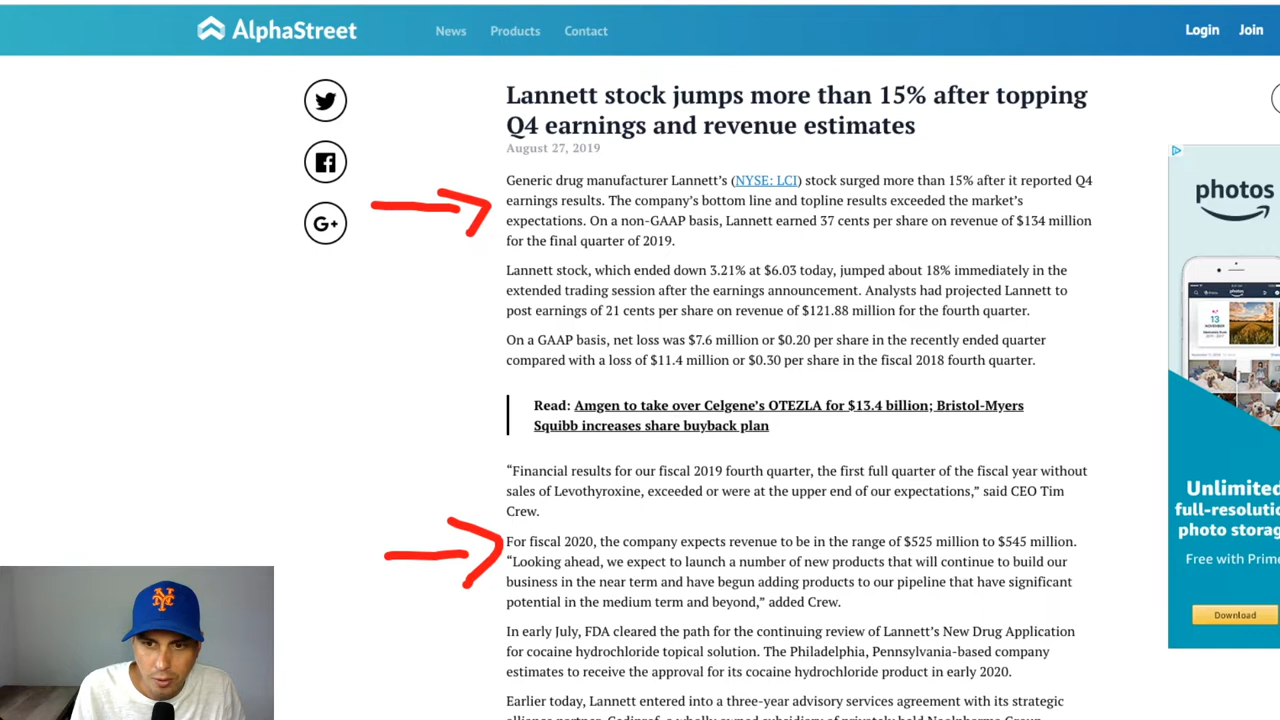 AlphaStreet
News Products Contact
Login Join
Lannett stock jumps more than 15% after topping
Q4 earnings and revenue estimates
August 27, 2019
G+
Generic drug manufacturer Lannett’s (NYSE: LCI) stock surged more than 15% after it reported Q4
earnings results. The company’s bottom line and topline results exceeded the market’s
expectations. On a non-GAAP basis, Lannett earned 37 cents per share on revenue of $134 million
for the final quarter of 2019.
Lannett stock, which ended down 3.21% at $6.03 today, jumped about 18% immediately in the
extended trading session after the earnings announcement. Analysts had projected Lannett to
post earnings of 21 cents per share on revenue of $121.88 million for the fourth quarter.
On a GAAP basis, net loss was $7.6 million or $0.20 per share in the recently ended quarter
compared with a loss of $11.4 million or $0.30 per share in the fiscal 2018 fourth quarter.
Read: Amgen to take over Celgene’s OTEZLA for $13.4 billion; Bristol-Myers
Squibb increases share buyback plan
“Financial results for our fiscal 2019 fourth quarter, the first full quarter of the fiscal year without
sales of Levothyroxine, exceeded or were at the upper end of our expectations,” said CEO Tim
Crew.
For fiscal 2020, the company expects revenue to be in the range of $525 million to $545 million.
“Looking ahead, we expect to launch a number of new products that will continue to build our
business in the near term and have begun adding products to our pipeline that have significant
potential in the medium term and beyond,” added Crew.
In early July, FDA cleared the path for the continuing review of Lannett’s New Drug Application
for cocaine hydrochloride topical solution. The Philadelphia, Pennsylvania-based company
estimates to receive the approval for its cocaine hydrochloride product in early 2020.
Earlier today, Lannett entered into a three-year advisory services agreement with its strategic
photos
13
NOVEMBER
Unlimited
full-resolutio
photo storag
Free with Prim
Download